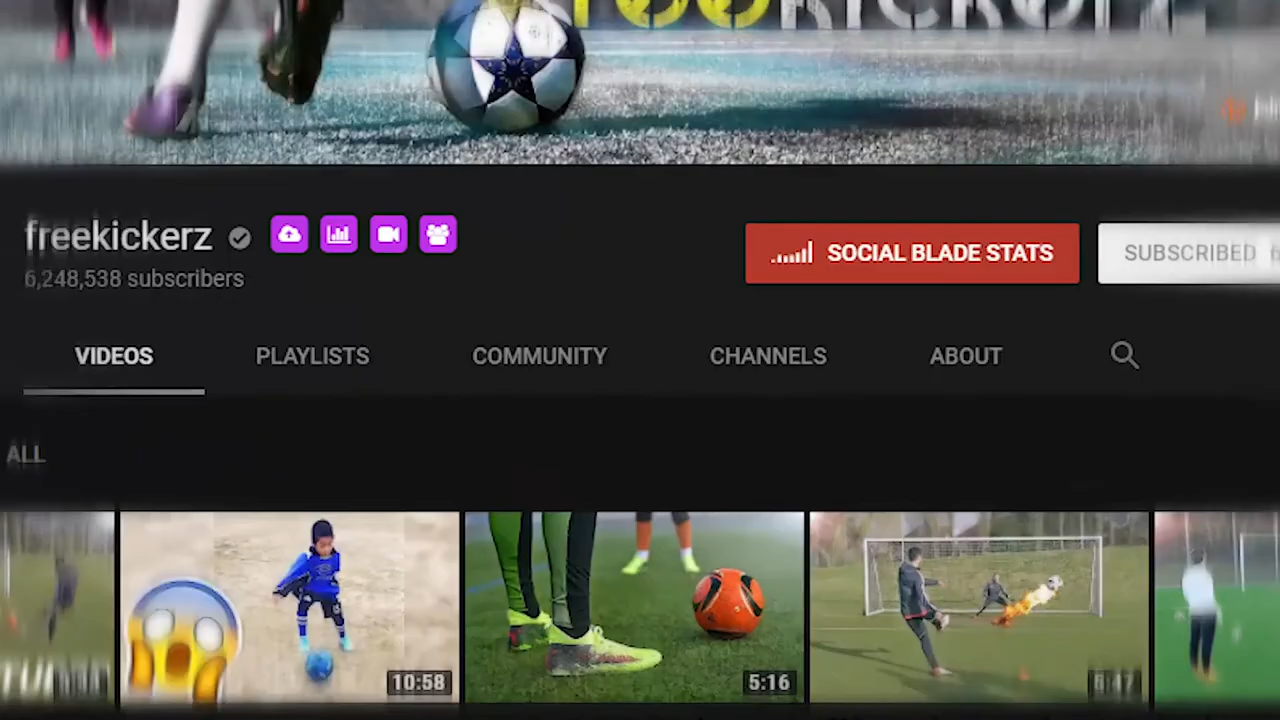 freekickerz
6,248,538 subscribers
SOCIAL BLADE STATS
SUBSCRIBED
VIDEOS
PLAYLISTS
COMMUNITY
CHANNELS
ABOUT
ALL
10:58
5:16